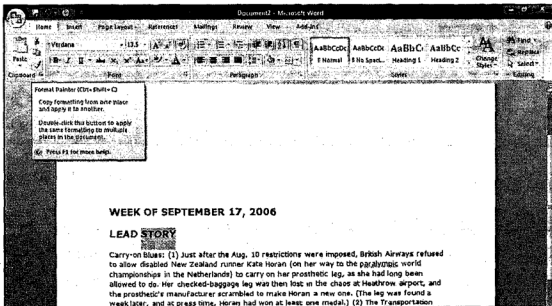 Document2 - Microsoft Word
Home Insert Page Layout References Mailings Review View Add-Ins
Verdana 13.5
Paste
AaBbCcDc AaBbCcDc AaBbC AaBbCc
¶ Normal ¶ No Spaci... Heading 1 Heading 2
Change Styles
Find
Replace
Select
Clipboard Font Paragraph Styles Editing
Format Painter (Ctrl+Shift+C)
Copy formatting from one place
and apply it to another.
Double-click this button to apply
the same formatting to multiple
places in the document.
Press F1 for more help.
WEEK OF SEPTEMBER 17, 2006
LEAD STORY
Carry-on Blues: (1) Just after the Aug. 10 restrictions were imposed, British Airways refused
to allow disabled New Zealand runner Kate Horan (on her way to the paralympic world
championships in the Netherlands) to carry on her prosthetic leg, as she had long been
allowed to do. Her checked-baggage leg was then lost in the chaos at Heathrow airport, and
the prosthetic's manufacturer scrambled to make Horan a new one. (The leg was found a
week later, and at press time, Horan had won at least one medal.) (2) The Transportation